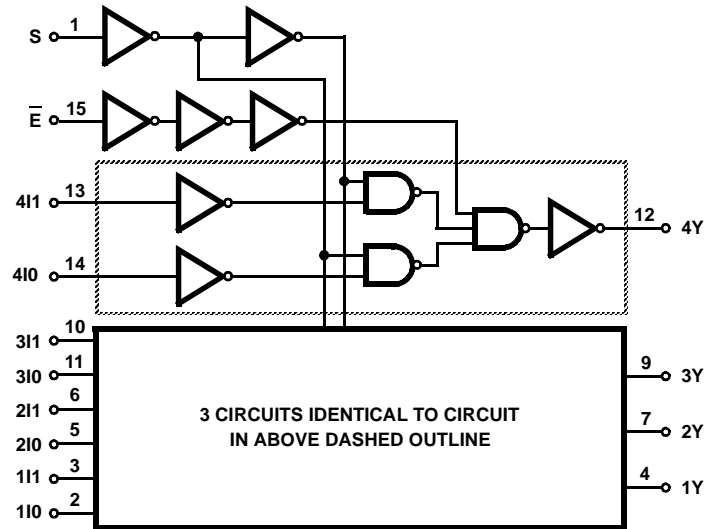 S 1
E̅ 15
4I1 13
4I0 14
12 4Y
3I1 10
3I0 11
2I1 6
2I0 5
1I1 3
1I0 2
3 CIRCUITS IDENTICAL TO CIRCUIT
IN ABOVE DASHED OUTLINE
9 3Y
7 2Y
4 1Y